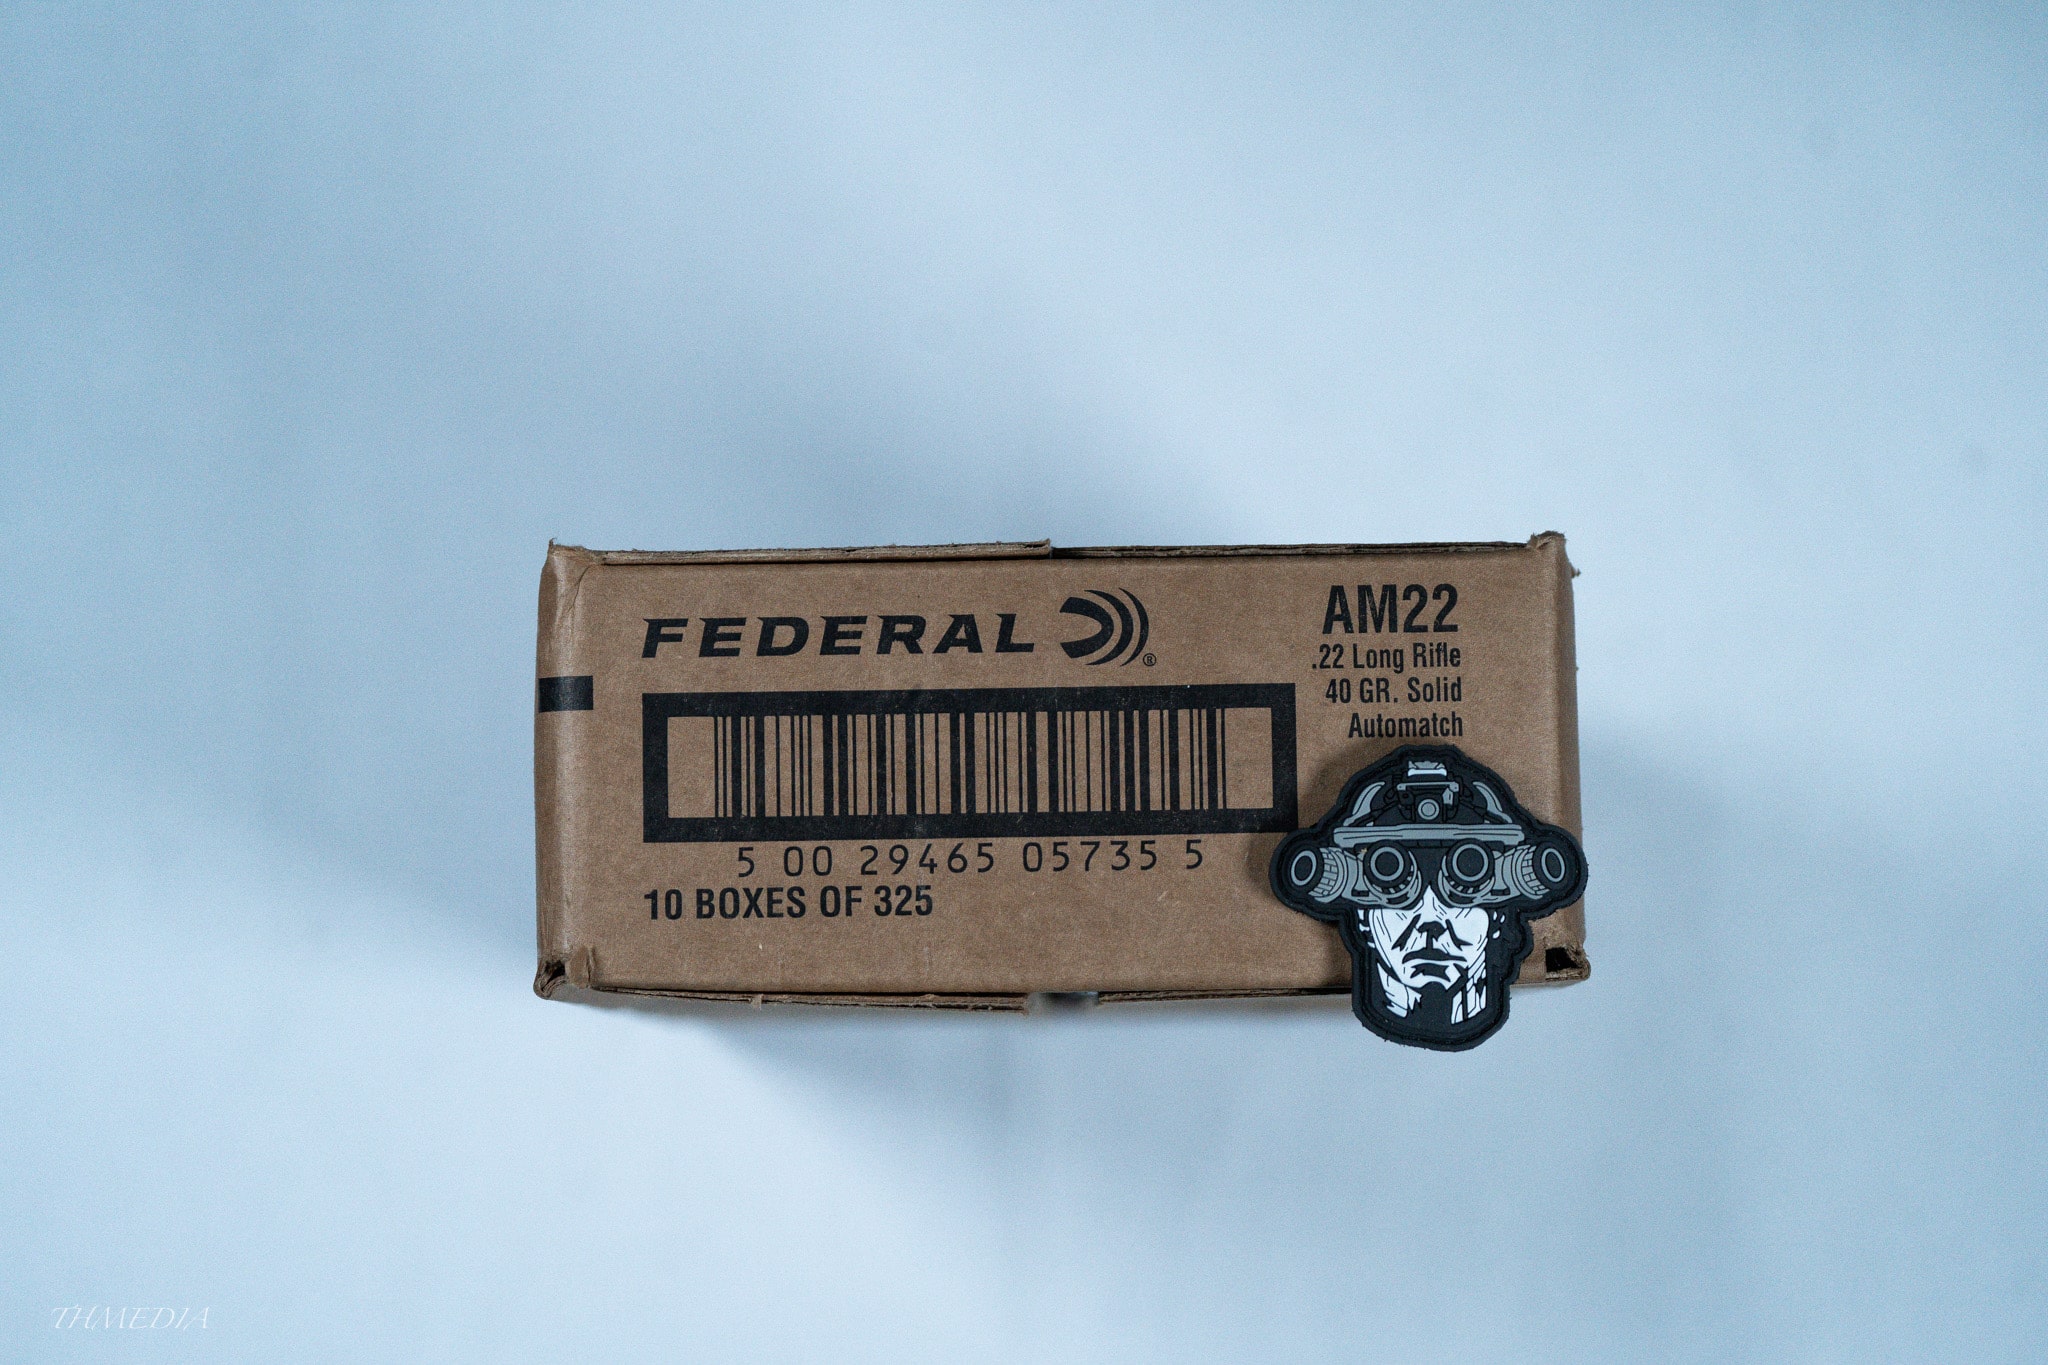 FEDERAL ®
AM22
.22 Long Rifle
40 GR. Solid
Automatch
5 00 29465 05735 5
10 BOXES OF 325
THMEDIA